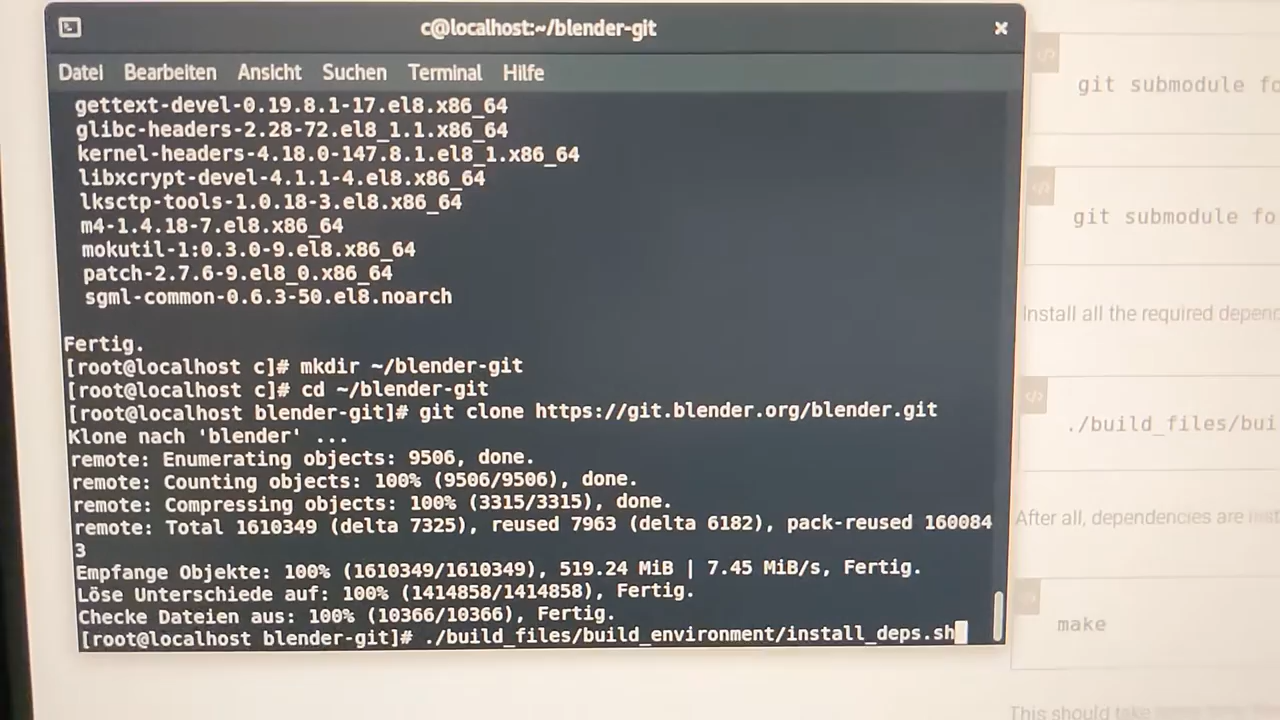 c@localhost:~/blender-git
Datei Bearbeiten Ansicht Suchen Terminal Hilfe
gettext-devel-0.19.8.1-17.el8.x86_64
glibc-headers-2.28-72.el8_1.1.x86_64
kernel-headers-4.18.0-147.8.1.el8_1.x86_64
libxcrypt-devel-4.1.1-4.el8.x86_64
lksctp-tools-1.0.18-3.el8.x86_64
m4-1.4.18-7.el8.x86_64
mokutil-1:0.3.0-9.el8.x86_64
patch-2.7.6-9.el8_0.x86_64
sgml-common-0.6.3-50.el8.noarch
Fertig.
[root@localhost c]# mkdir ~/blender-git
[root@localhost c]# cd ~/blender-git
[root@localhost blender-git]# git clone https://git.blender.org/blender.git
Klone nach 'blender' ...
remote: Enumerating objects: 9506, done.
remote: Counting objects: 100% (9506/9506), done.
remote: Compressing objects: 100% (3315/3315), done.
remote: Total 1610349 (delta 7325), reused 7963 (delta 6182), pack-reused 160084
3
Empfange Objekte: 100% (1610349/1610349), 519.24 MiB | 7.45 MiB/s, Fertig.
Löse Unterschiede auf: 100% (1414858/1414858), Fertig.
Checke Dateien aus: 100% (10366/10366), Fertig.
[root@localhost blender-git]# ./build_files/build_environment/install_deps.sh
git submodule fo
git submodule fo
Install all the required depen
./build_files/bui
After all, dependencies are inst
make
This should take